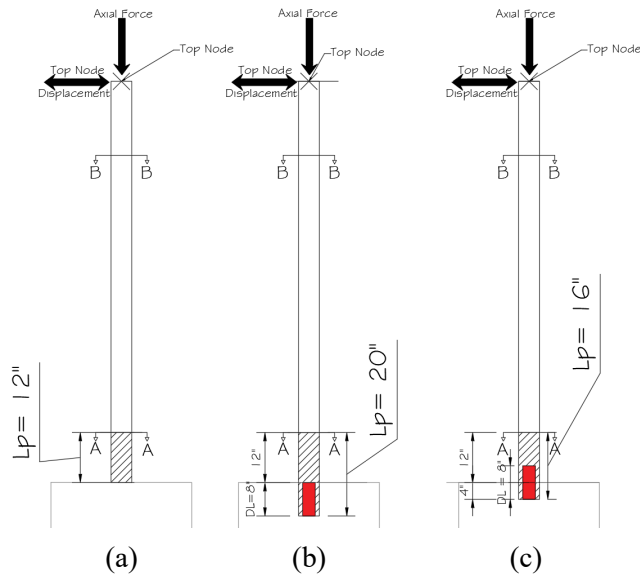 Axial Force
Top Node
Top Node
Displacement
B
B
Lp= 12"
A
A
(a)
Axial Force
Top Node
Top Node
Displacement
B
B
Lp= 20"
A
A
12"
DL=8"
(b)
Axial Force
Top Node
Top Node
Displacement
B
B
Lp= 16"
A
A
12"
4"
DL= 8"
(c)